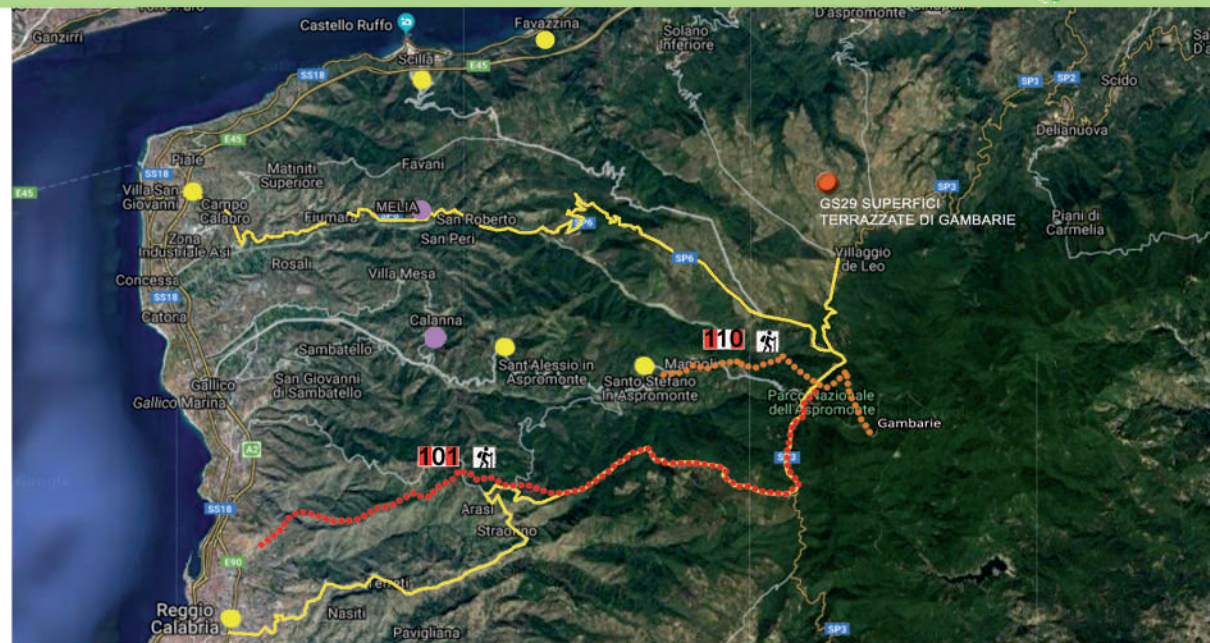 Ganzirri
Castello Ruffo
Favazzina
D'aspromonte
Solano
Inferiore
Scilla
E45
SS18
SP3
SP2
Scido
E45
Delianuova
Piale
SS18
Favani
Matiniti
Superiore
E45
Villa San
Giovanni
Campo
Calabro
MELIA
Fiumara
San Roberto
SP6
GS29 SUPERFICI
TERRAZZATE DI GAMBARIE
SP3
Piani di
Carmelia
San Peri
Zona
Industriale Asi
Rosali
SP6
Villaggio
de Leo
Villa Mesa
Concessa
SS18
Catona
Calanna
110
Sambatello
Sant'Alessio in
Aspromonte
Santo Stefano
In Aspromonte
Gallico
San Giovanni
di Sambatello
Gallico Marina
Parco Nazionale
dell'Aspromonte
Gambarie
A2
101
SP3
SS18
Arasi
E90
Reggio
Calabria
Nasiti
Pavigliana
SP3